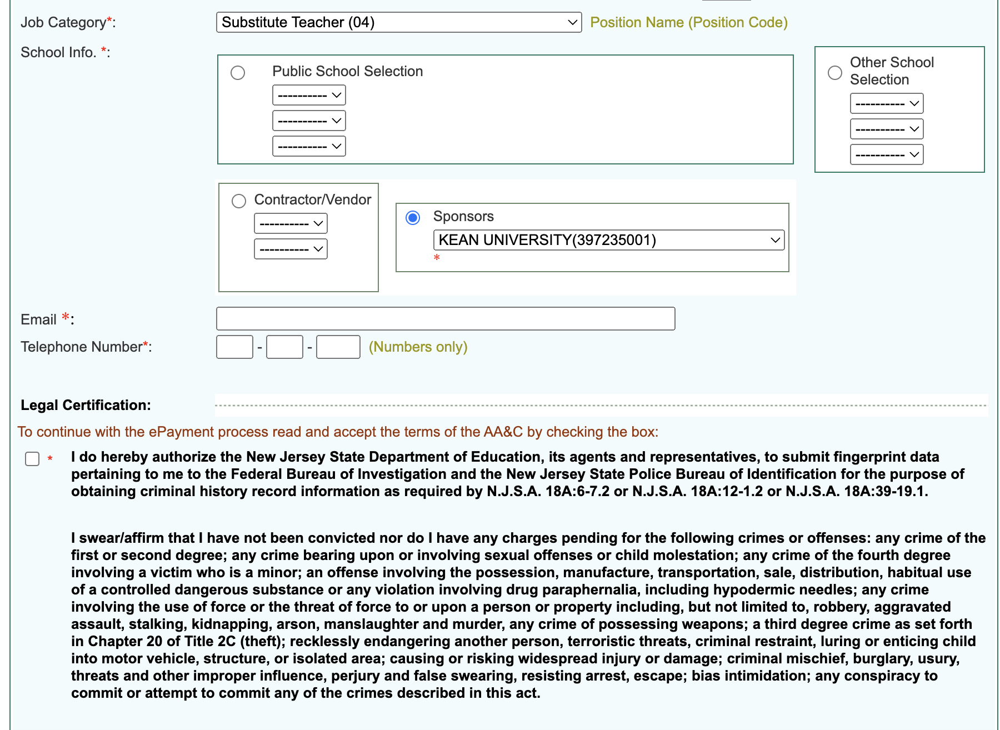 Job Category*:
Substitute Teacher (04)
Position Name (Position Code)
School Info. *:
Public School Selection
----------
----------
----------
Other School
Selection
----------
----------
----------
Contractor/Vendor
----------
----------
Sponsors
KEAN UNIVERSITY(397235001)
*
Email *:
Telephone Number*:
- - (Numbers only)
Legal Certification:
To continue with the ePayment process read and accept the terms of the AA&C by checking the box:
* I do hereby authorize the New Jersey State Department of Education, its agents and representatives, to submit fingerprint data
pertaining to me to the Federal Bureau of Investigation and the New Jersey State Police Bureau of Identification for the purpose of
obtaining criminal history record information as required by N.J.S.A. 18A:6-7.2 or N.J.S.A. 18A:12-1.2 or N.J.S.A. 18A:39-19.1.
I swear/affirm that I have not been convicted nor do I have any charges pending for the following crimes or offenses: any crime of the
first or second degree; any crime bearing upon or involving sexual offenses or child molestation; any crime of the fourth degree
involving a victim who is a minor; an offense involving the possession, manufacture, transportation, sale, distribution, habitual use
of a controlled dangerous substance or any violation involving drug paraphernalia, including hypodermic needles; any crime
involving the use of force or the threat of force to or upon a person or property including, but not limited to, robbery, aggravated
assault, stalking, kidnapping, arson, manslaughter and murder, any crime of possessing weapons; a third degree crime as set forth
in Chapter 20 of Title 2C (theft); recklessly endangering another person, terroristic threats, criminal restraint, luring or enticing child
into motor vehicle, structure, or isolated area; causing or risking widespread injury or damage; criminal mischief, burglary, usury,
threats and other improper influence, perjury and false swearing, resisting arrest, escape; bias intimidation; any conspiracy to
commit or attempt to commit any of the crimes described in this act.